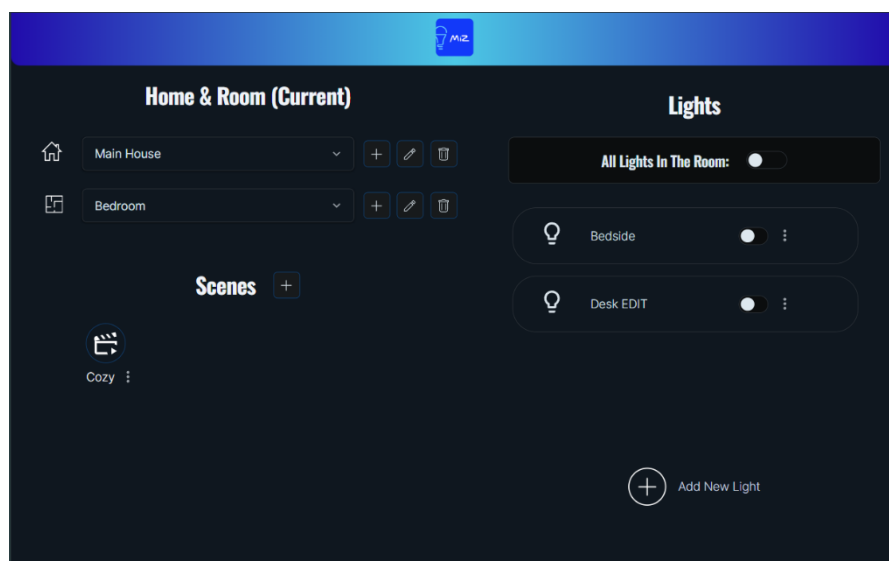 MiZ
Home & Room (Current)
Main House
Bedroom
Scenes
Cozy
Lights
All Lights In The Room:
Bedside
Desk EDIT
Add New Light